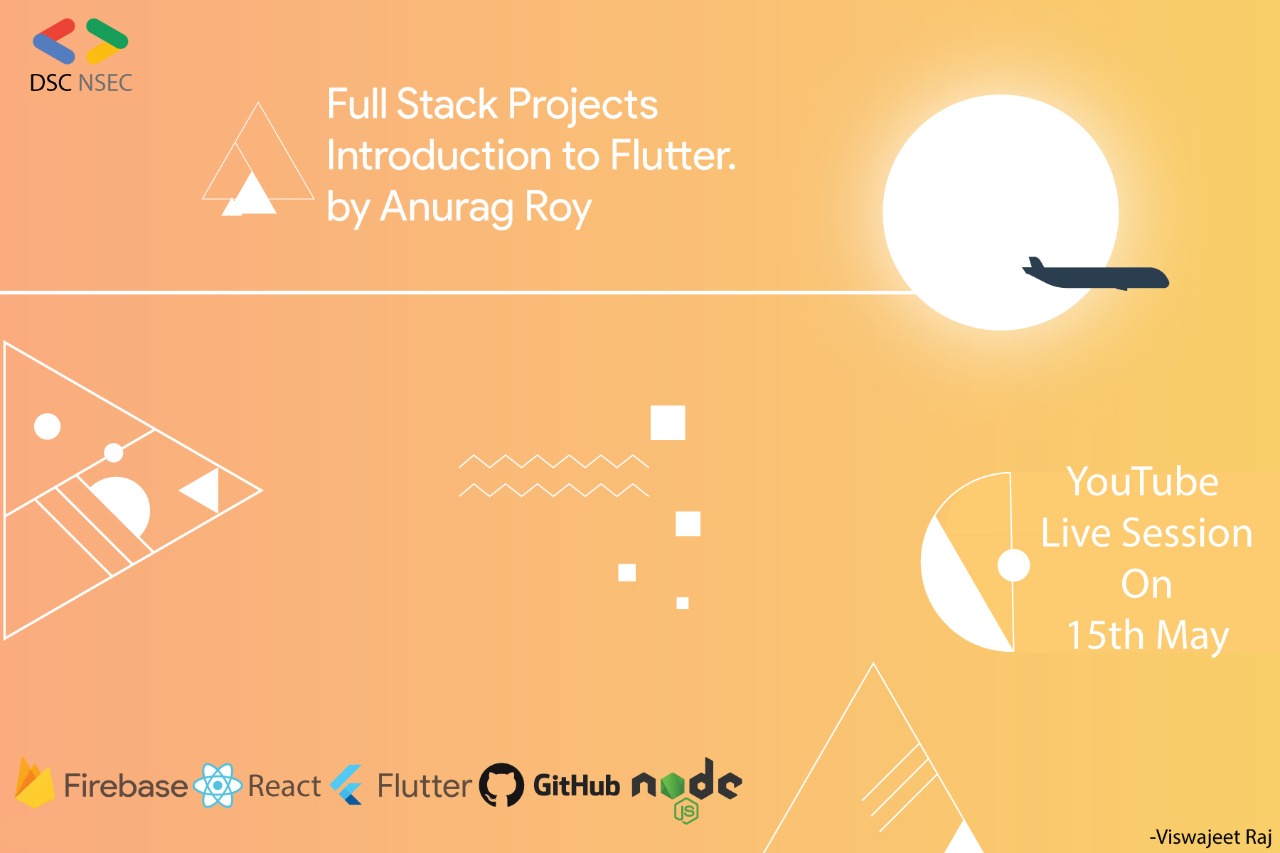 DSC NSEC
Full Stack Projects
Introduction to Flutter.
by Anurag Roy
YouTube
Live Session
On
15th May
Firebase React Flutter GitHub node
JS
-Viswajeet Raj